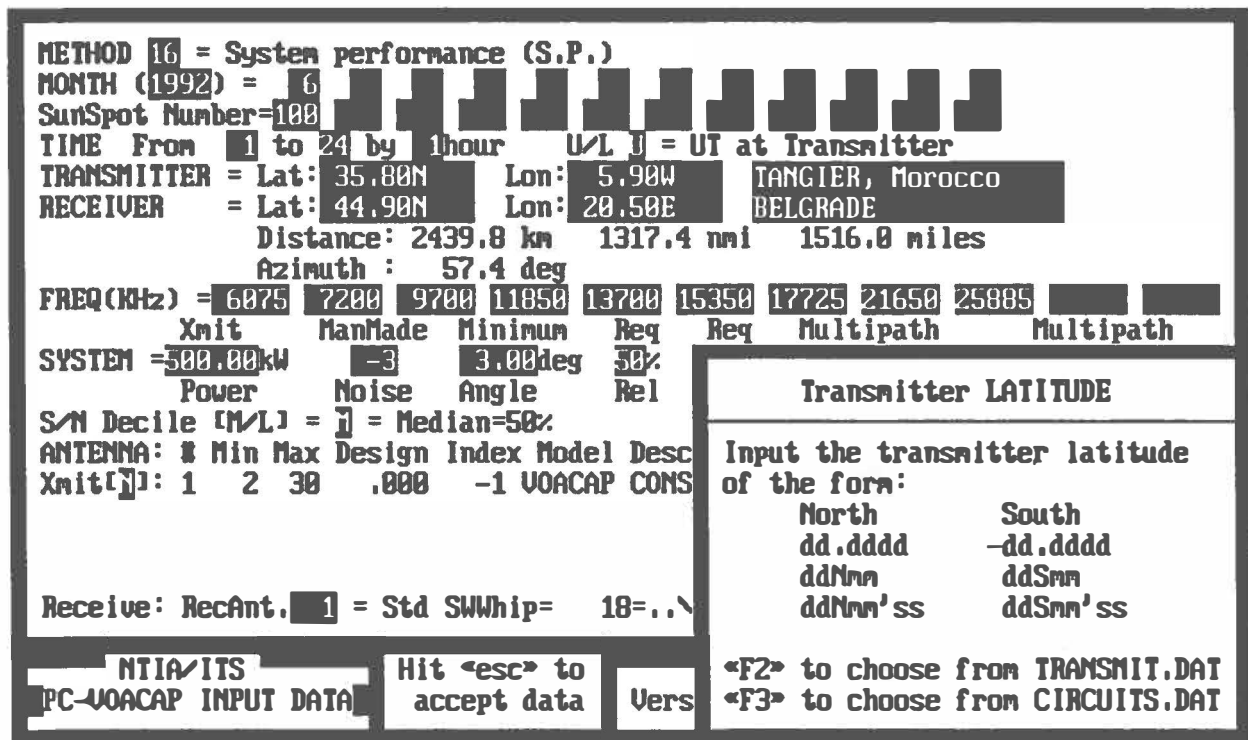 METHOD 16 = System performance (S.P.)
MONTH (1992) = 6
SunSpot Number=100
TIME From 1 to 24 by 1hour U/L = UT at Transmitter
TRANSMITTER = Lat: 35.80N Lon: 5.90W TANGIER, Morocco
RECEIVER = Lat: 44.90N Lon: 20.50E BELGRADE
Distance: 2439.8 km 1317.4 nmi 1516.0 miles
Azimuth : 57.4 deg
FREQ(KHz) = 6075 7200 9700 11850 13700 15350 17725 21650 25885
Xmit ManMade Minimum Req Req Multipath Multipath
SYSTEM =500.00kW -3 3.00deg 50%
Power Noise Angle Rel
S/N Decile [M/L] = = Median=50%
ANTENNA: # Min Max Design Index Model Desc
Xmit[ ]: 1 2 30 .000 -1 VOACAP CONS
Receive: RecAnt. 1 = Std SWWhip= 18=..\
Transmitter LATITUDE
Input the transmitter latitude
of the form:
North South
dd.dddd -dd.dddd
ddNmm ddSmm
ddNmm'ss ddSmm'ss
«F2» to choose from TRANSMIT.DAT
«F3» to choose from CIRCUITS.DAT
NTIA/ITS
PC-VOACAP INPUT DATA
Hit «esc» to
accept data
Vers